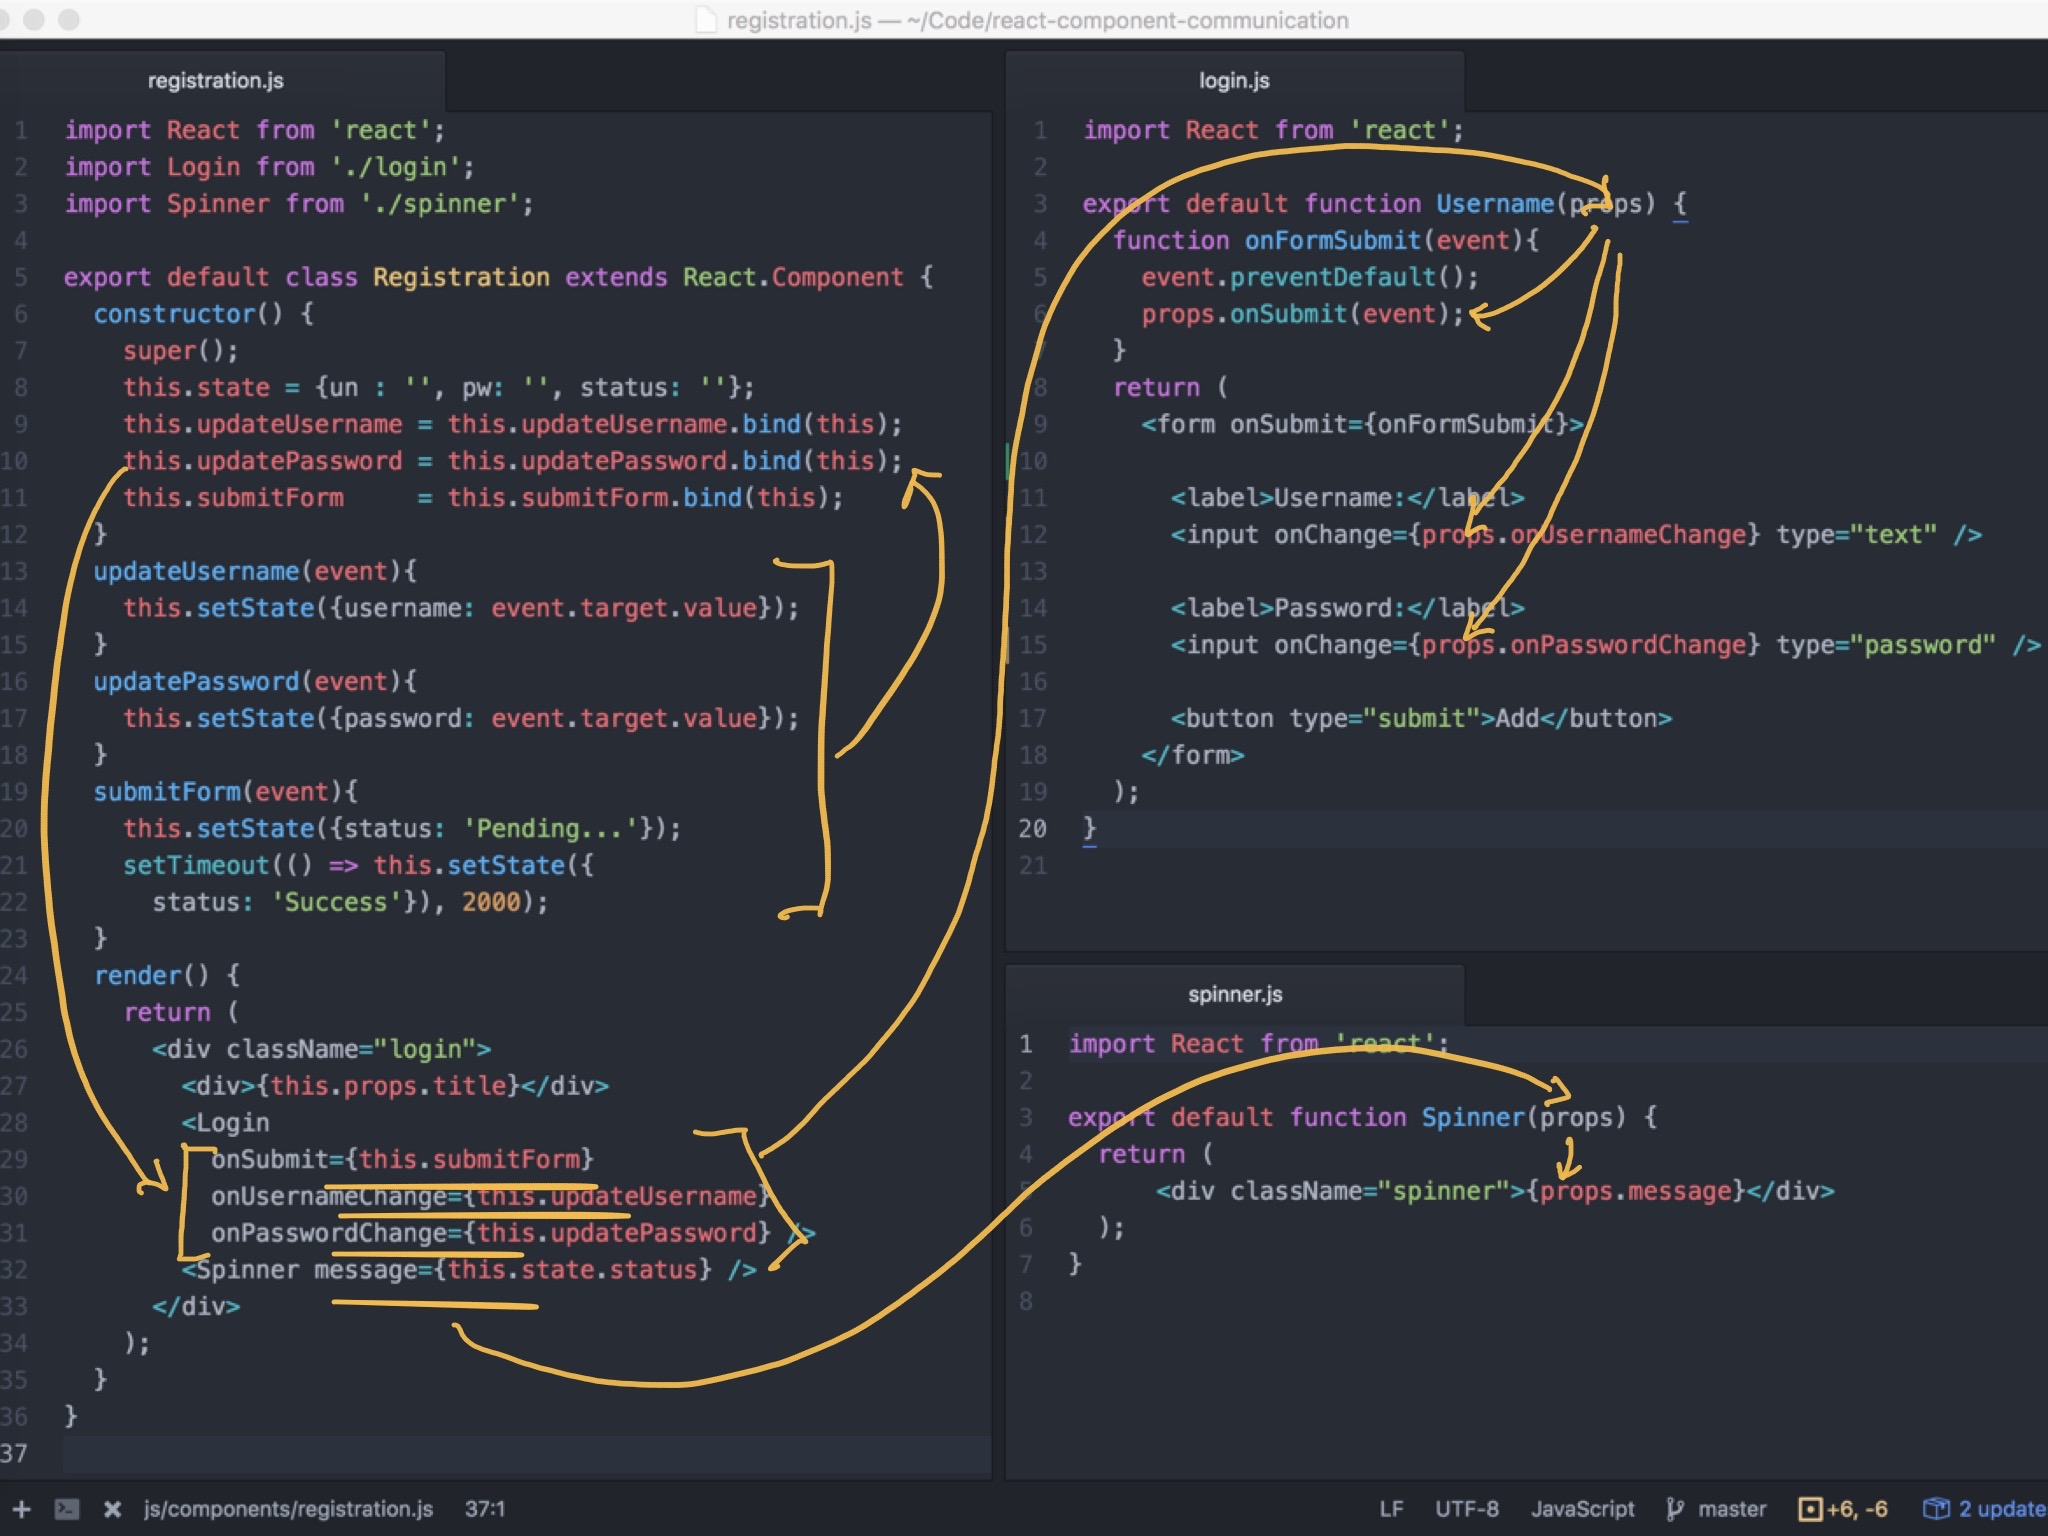 registration.js — ~/Code/react-component-communication
registration.js
1 import React from 'react';
2 import Login from './login';
3 import Spinner from './spinner';
4
5 export default class Registration extends React.Component {
6 constructor() {
7 super();
8 this.state = {un : '', pw: '', status: ''};
9 this.updateUsername = this.updateUsername.bind(this);
10 this.updatePassword = this.updatePassword.bind(this);
11 this.submitForm = this.submitForm.bind(this);
12 }
13 updateUsername(event){
14 this.setState({username: event.target.value});
15 }
16 updatePassword(event){
17 this.setState({password: event.target.value});
18 }
19 submitForm(event){
20 this.setState({status: 'Pending...'});
21 setTimeout(() => this.setState({
22 status: 'Success'}), 2000);
23 }
24 render() {
25 return (
26 <div className="login">
27 <div>{this.props.title}</div>
28 <Login
29 onSubmit={this.submitForm}
30 onUsernameChange={this.updateUsername}
31 onPasswordChange={this.updatePassword} />
32 <Spinner message={this.state.status} />
33 </div>
34 );
35 }
36 }
37
login.js
1 import React from 'react';
2
3 export default function Username(props) {
4 function onFormSubmit(event){
5 event.preventDefault();
6 props.onSubmit(event);
7 }
8 return (
9 <form onSubmit={onFormSubmit}>
10
11 <label>Username:</label>
12 <input onChange={props.onUsernameChange} type="text" />
13
14 <label>Password:</label>
15 <input onChange={props.onPasswordChange} type="password" />
16
17 <button type="submit">Add</button>
18 </form>
19 );
20 }
21
spinner.js
1 import React from 'react';
2
3 export default function Spinner(props) {
4 return (
5 <div className="spinner">{props.message}</div>
6 );
7 }
8
js/components/registration.js 37:1 LF UTF-8 JavaScript master +6, -6 2 update